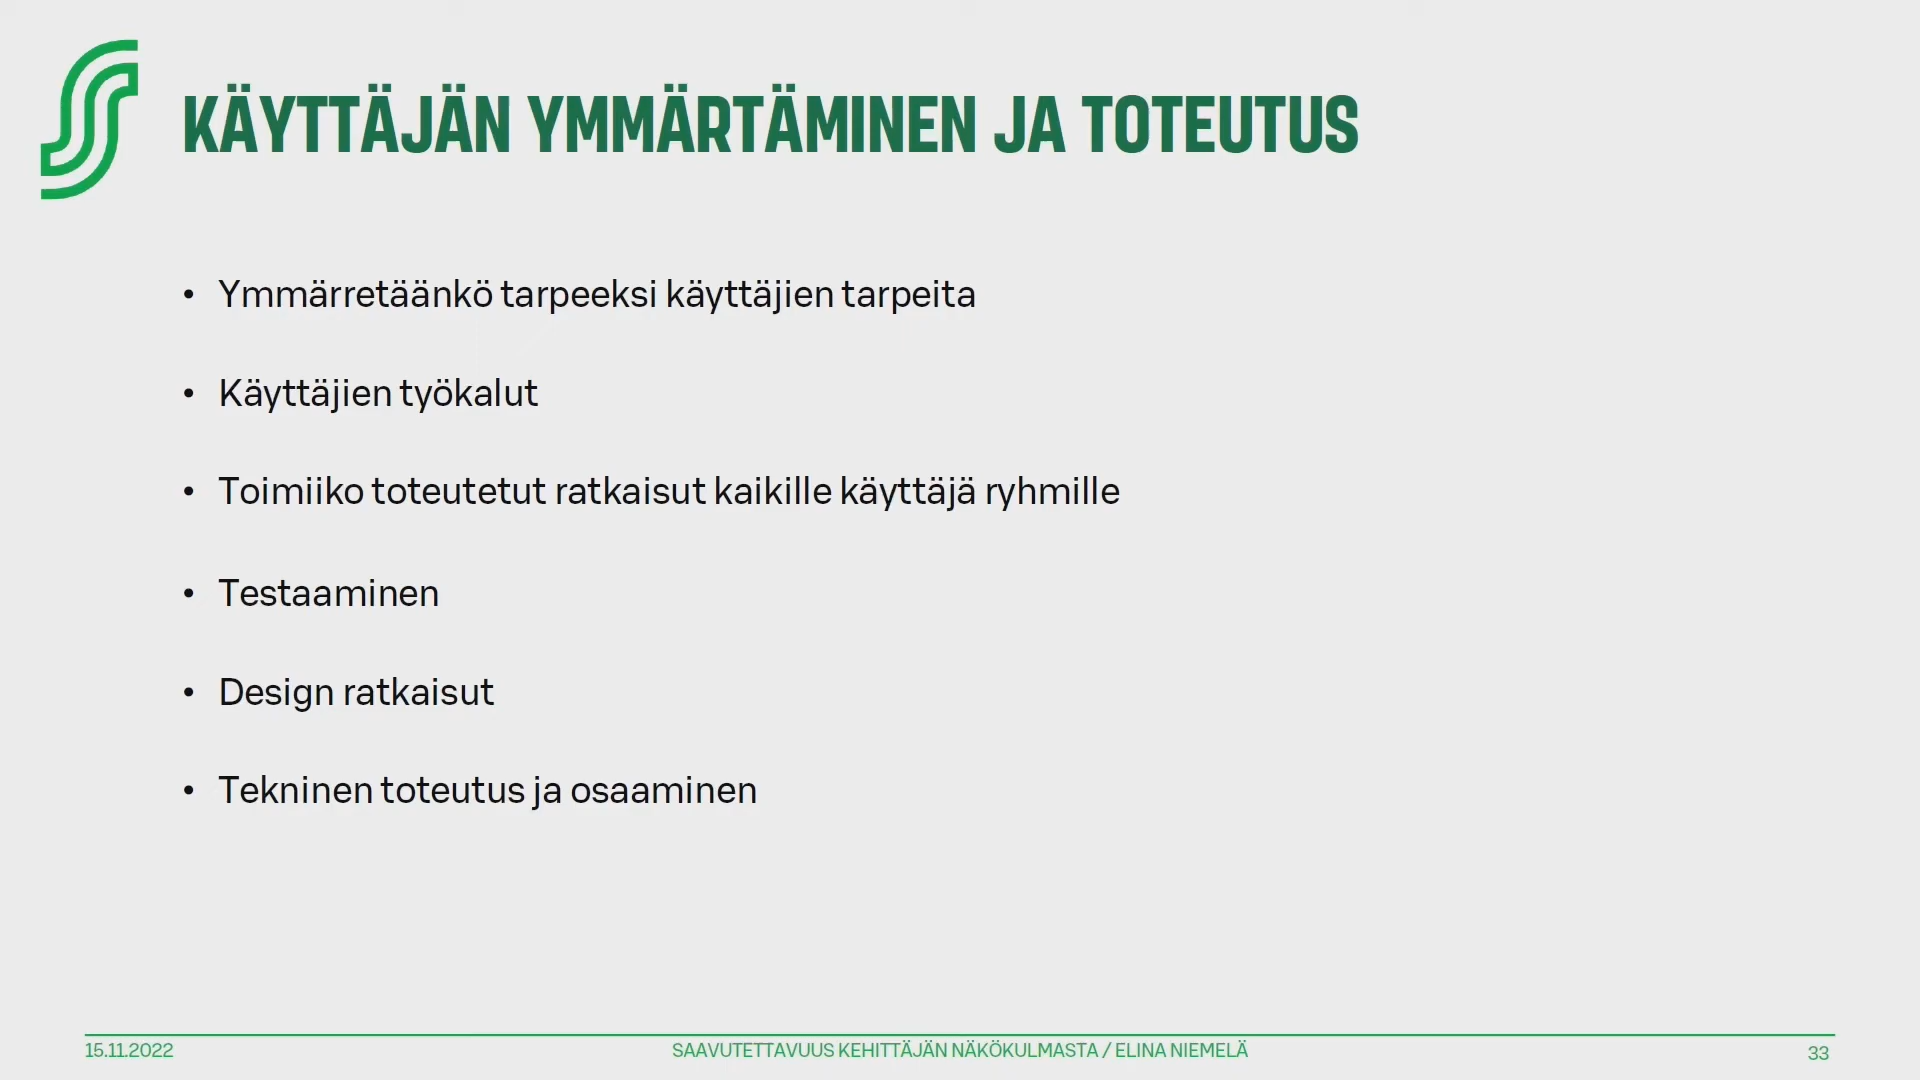 KÄYTTÄJÄN YMMÄRTÄMINEN JA TOTEUTUS
• Ymmärretäänkö tarpeeksi käyttäjien tarpeita
• Käyttäjien työkalut
• Toimiiko toteutetut ratkaisut kaikille käyttäjä ryhmille
• Testaaminen
• Design ratkaisut
• Tekninen toteutus ja osaaminen
15.11.2022
SAAVUTETTAVUUS KEHITTÄJÄN NÄKÖKULMASTA / ELINA NIEMELÄ
33